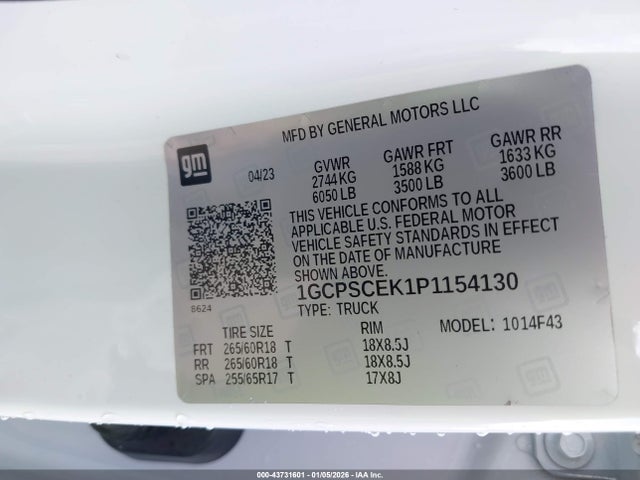 MFD BY GENERAL MOTORS LLC
gm
04/23
GVWR
2744 KG
6050 LB
GAWR FRT
1588 KG
3500 LB
GAWR RR
1633 KG
3600 LB
THIS VEHICLE CONFORMS TO ALL
APPLICABLE U.S. FEDERAL MOTOR
VEHICLE SAFETY STANDARDS IN EFFECT
ON THE DATE OF MANUFACTURE
SHOWN ABOVE.
8624
1GCPSCEK1P1154130
TYPE: TRUCK
TIRE SIZE RIM MODEL: 1014F43
FRT 265/60R18 T 18X8.5J
RR 265/60R18 T 18X8.5J
SPA 255/65R17 T 17X8J
000-43731601 - 01/05/2026 - IAA Inc.